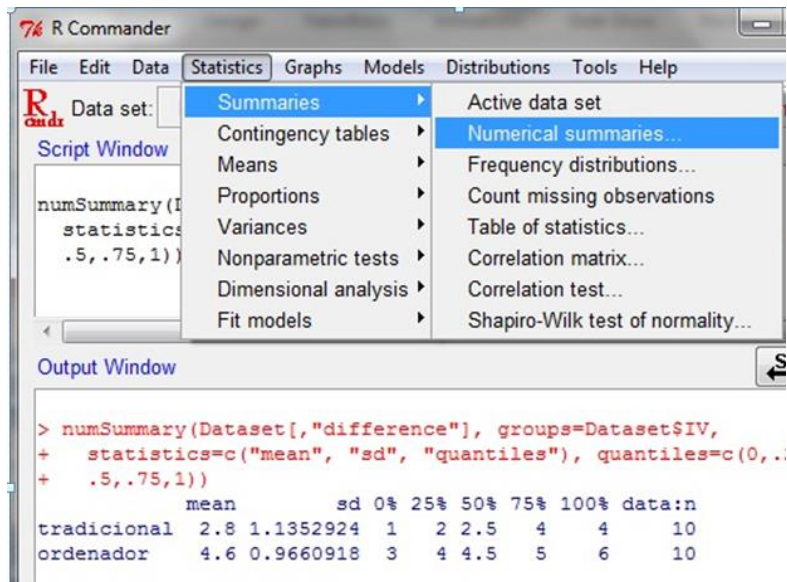 R Commander
File Edit Data Statistics Graphs Models Distributions Tools Help
R cmdr Data set:
Summaries
Contingency tables
Means
Proportions
Variances
Nonparametric tests
Dimensional analysis
Fit models
Active data set
Numerical summaries...
Frequency distributions...
Count missing observations
Table of statistics...
Correlation matrix...
Correlation test...
Shapiro-Wilk test of normality...
Script Window
numSummary(D
statistics
.5,.75,1))
Output Window
S
> numSummary(Dataset[,"difference"], groups=Dataset$IV,
+ statistics=c("mean", "sd", "quantiles"), quantiles=c(0,.
+ .5,.75,1))
mean sd 0% 25% 50% 75% 100% data:n
tradicional 2.8 1.1352924 1 2 2.5 4 4 10
ordenador 4.6 0.9660918 3 4 4.5 5 6 10